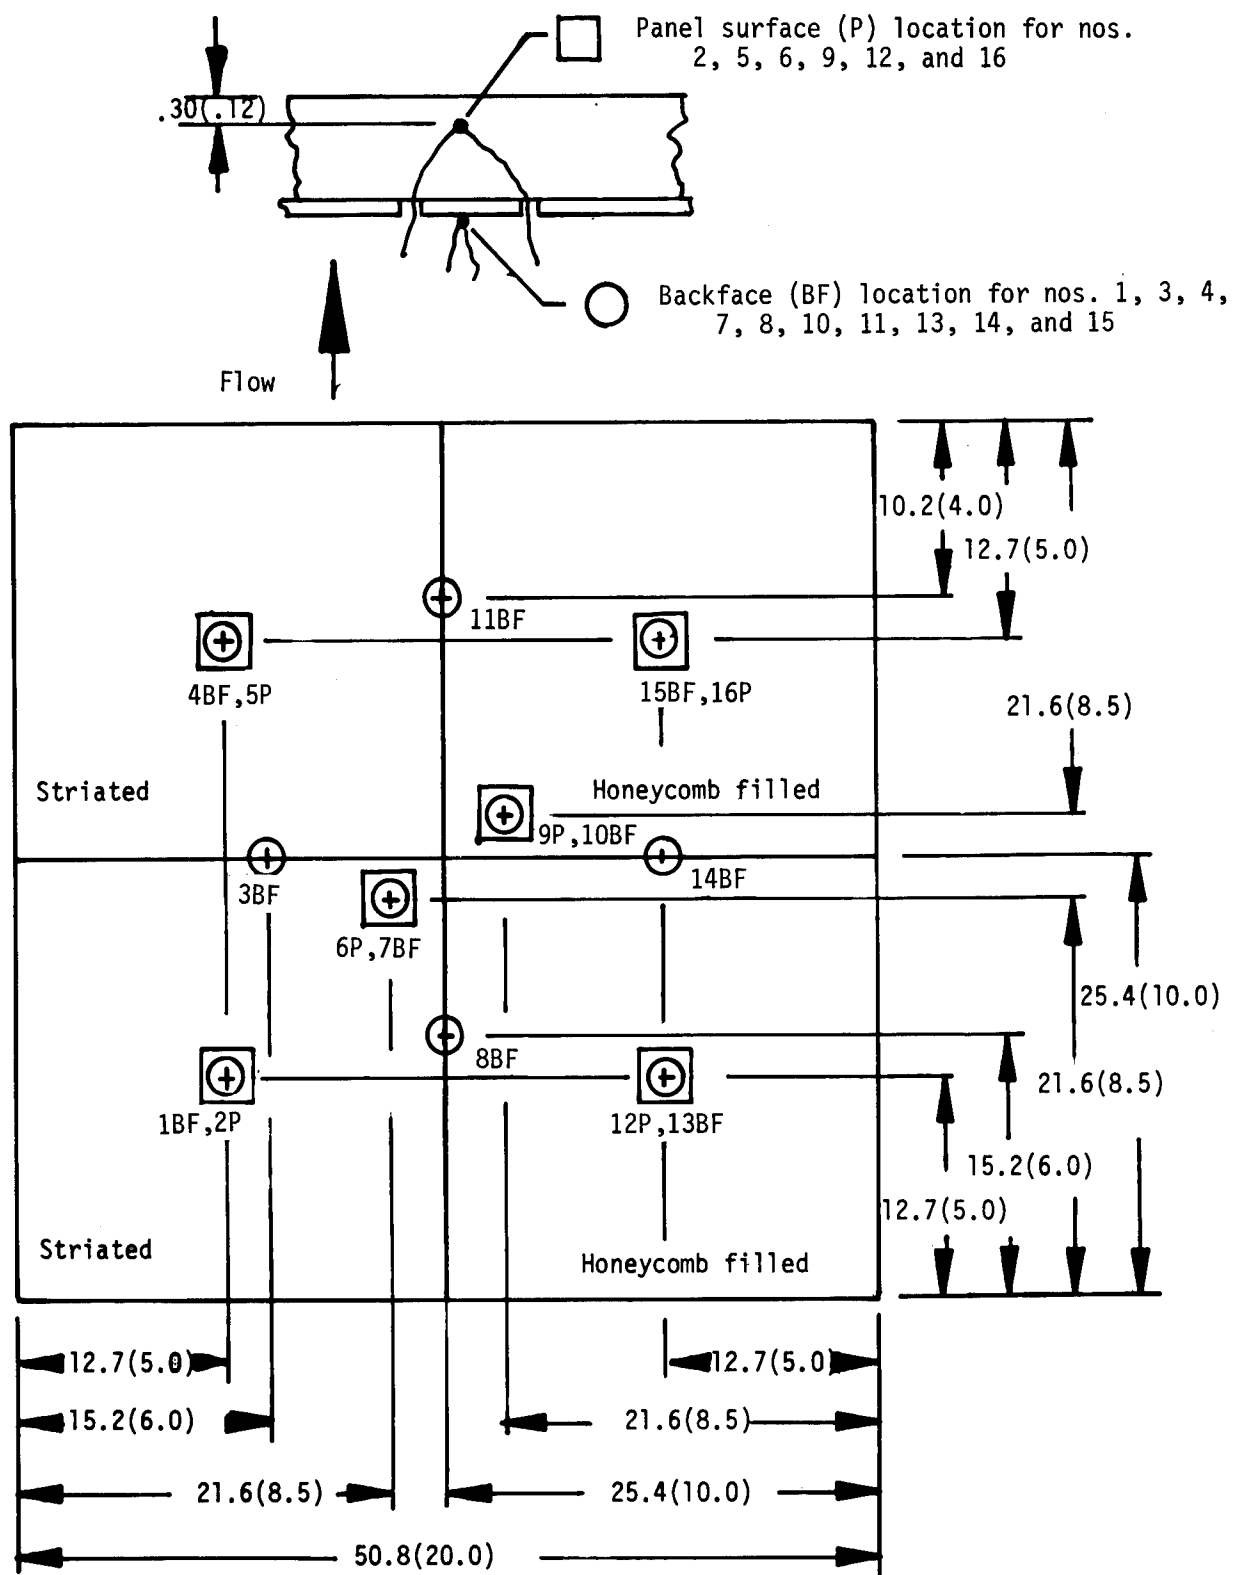 Panel surface (P) location for nos.
2, 5, 6, 9, 12, and 16
.30(.12)
Backface (BF) location for nos. 1, 3, 4,
7, 8, 10, 11, 13, 14, and 15
Flow
10.2(4.0)
12.7(5.0)
11BF
4BF,5P
15BF,16P
21.6(8.5)
Striated
Honeycomb filled
9P,10BF
14BF
3BF
6P,7BF
25.4(10.0)
8BF
21.6(8.5)
1BF,2P
12P,13BF
15.2(6.0)
12.7(5.0)
Striated
Honeycomb filled
12.7(5.0)
12.7(5.0)
15.2(6.0)
21.6(8.5)
21.6(8.5)
25.4(10.0)
50.8(20.0)